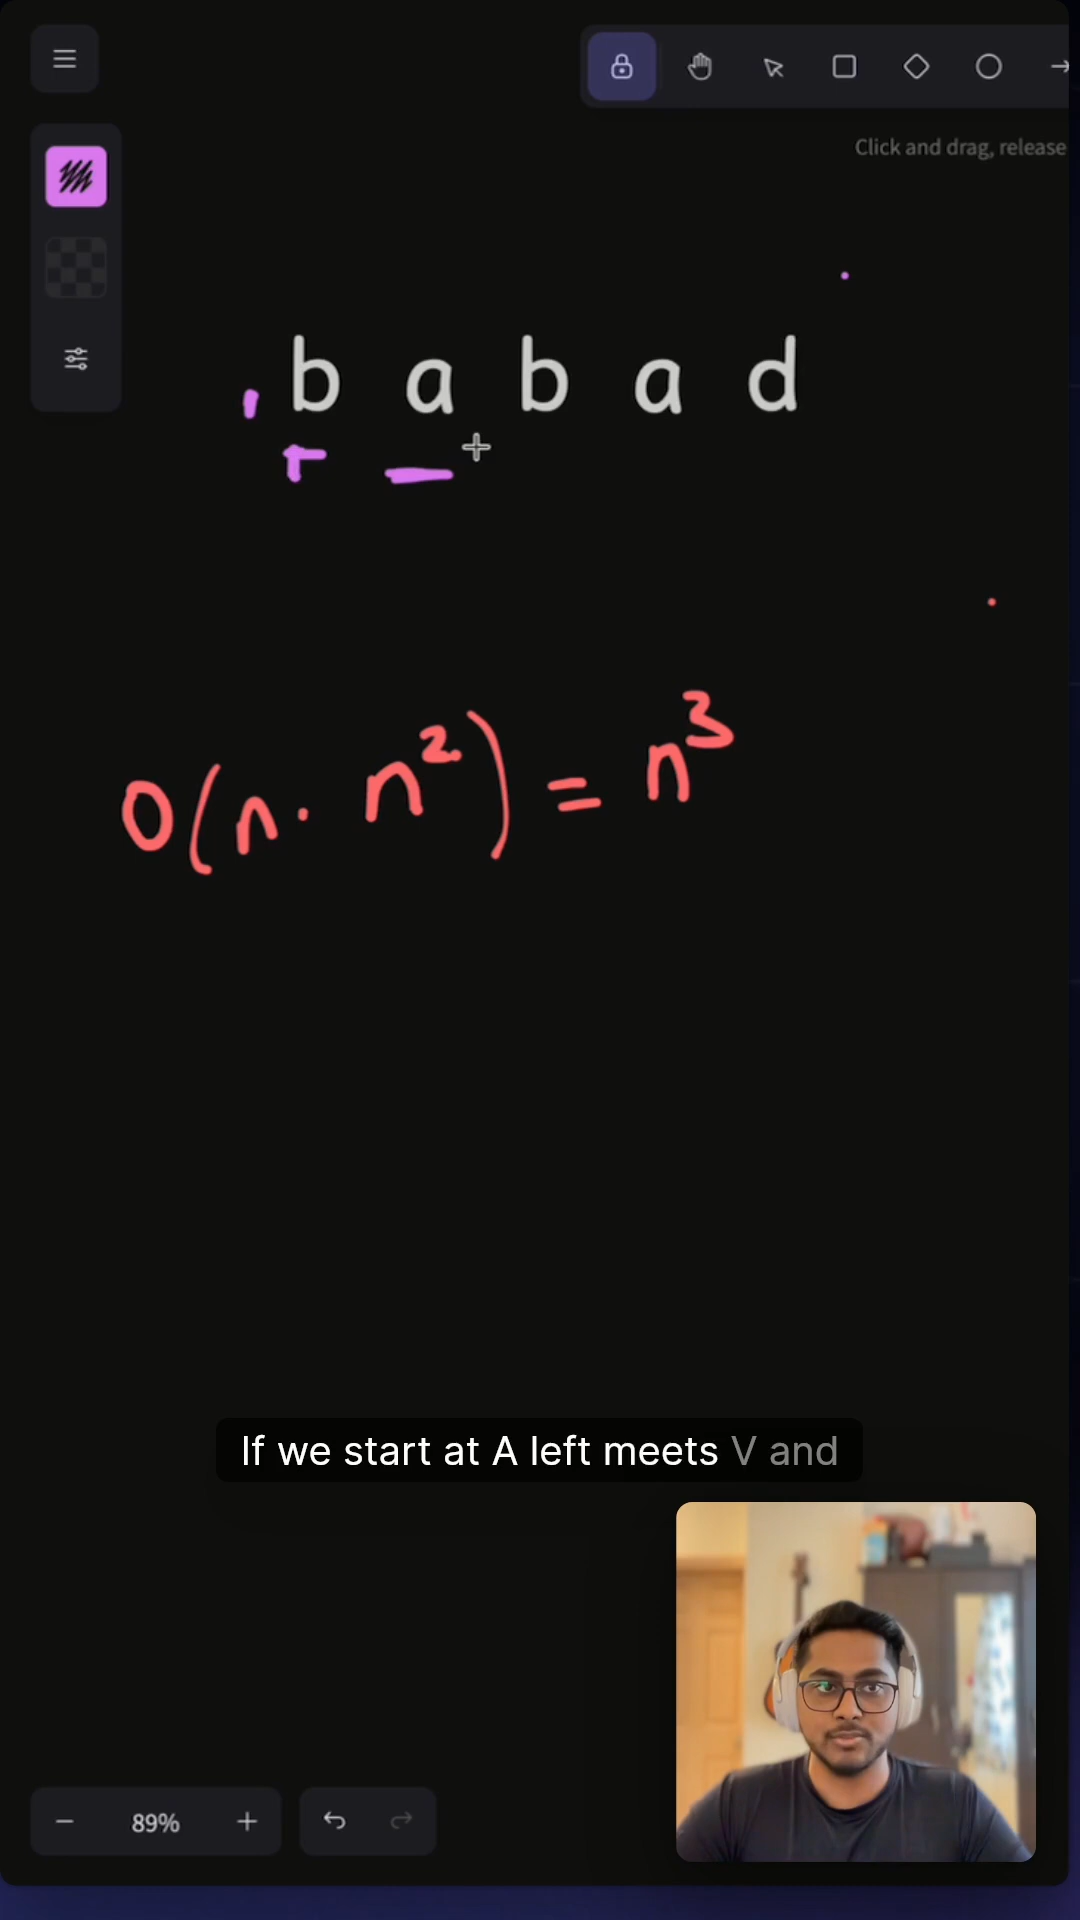 Click and drag, release
b a b a d
O(n · n²) = n³
If we start at A left meets V and
89%